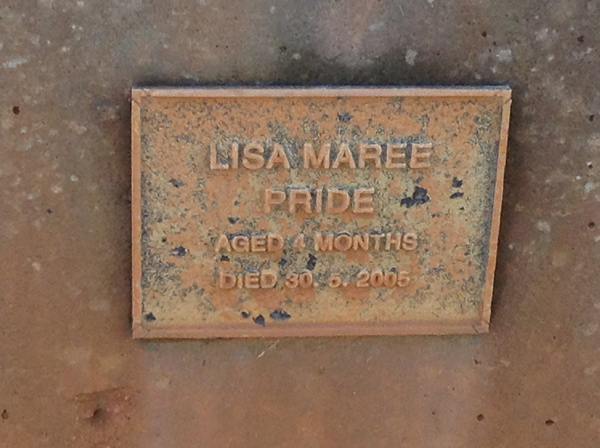 LISA MAREE
PRIDE
AGED 4 MONTHS
DIED 30. 2005